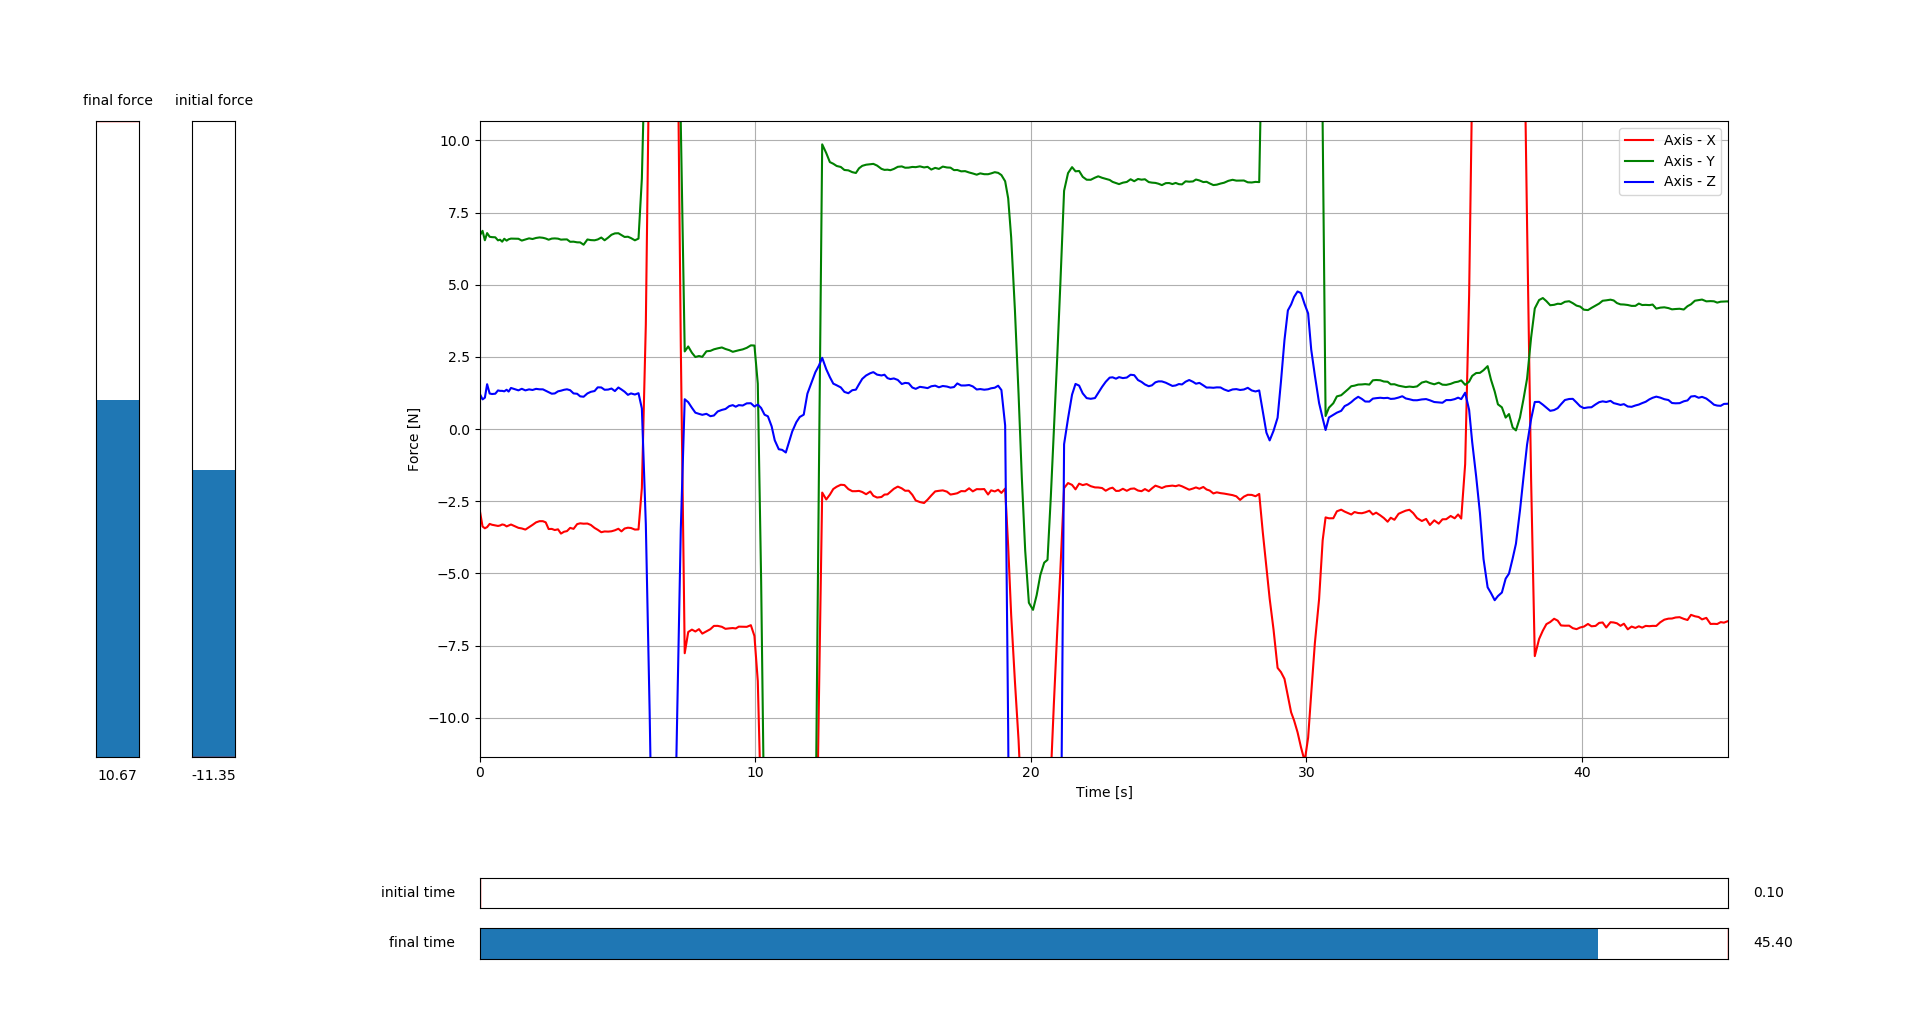 final force
initial force
10.67
-11.35
10.0
7.5
5.0
2.5
0.0
−2.5
−5.0
−7.5
−10.0
Force [N]
Axis - X
Axis - Y
Axis - Z
0
10
20
30
40
Time [s]
initial time
0.10
final time
45.40